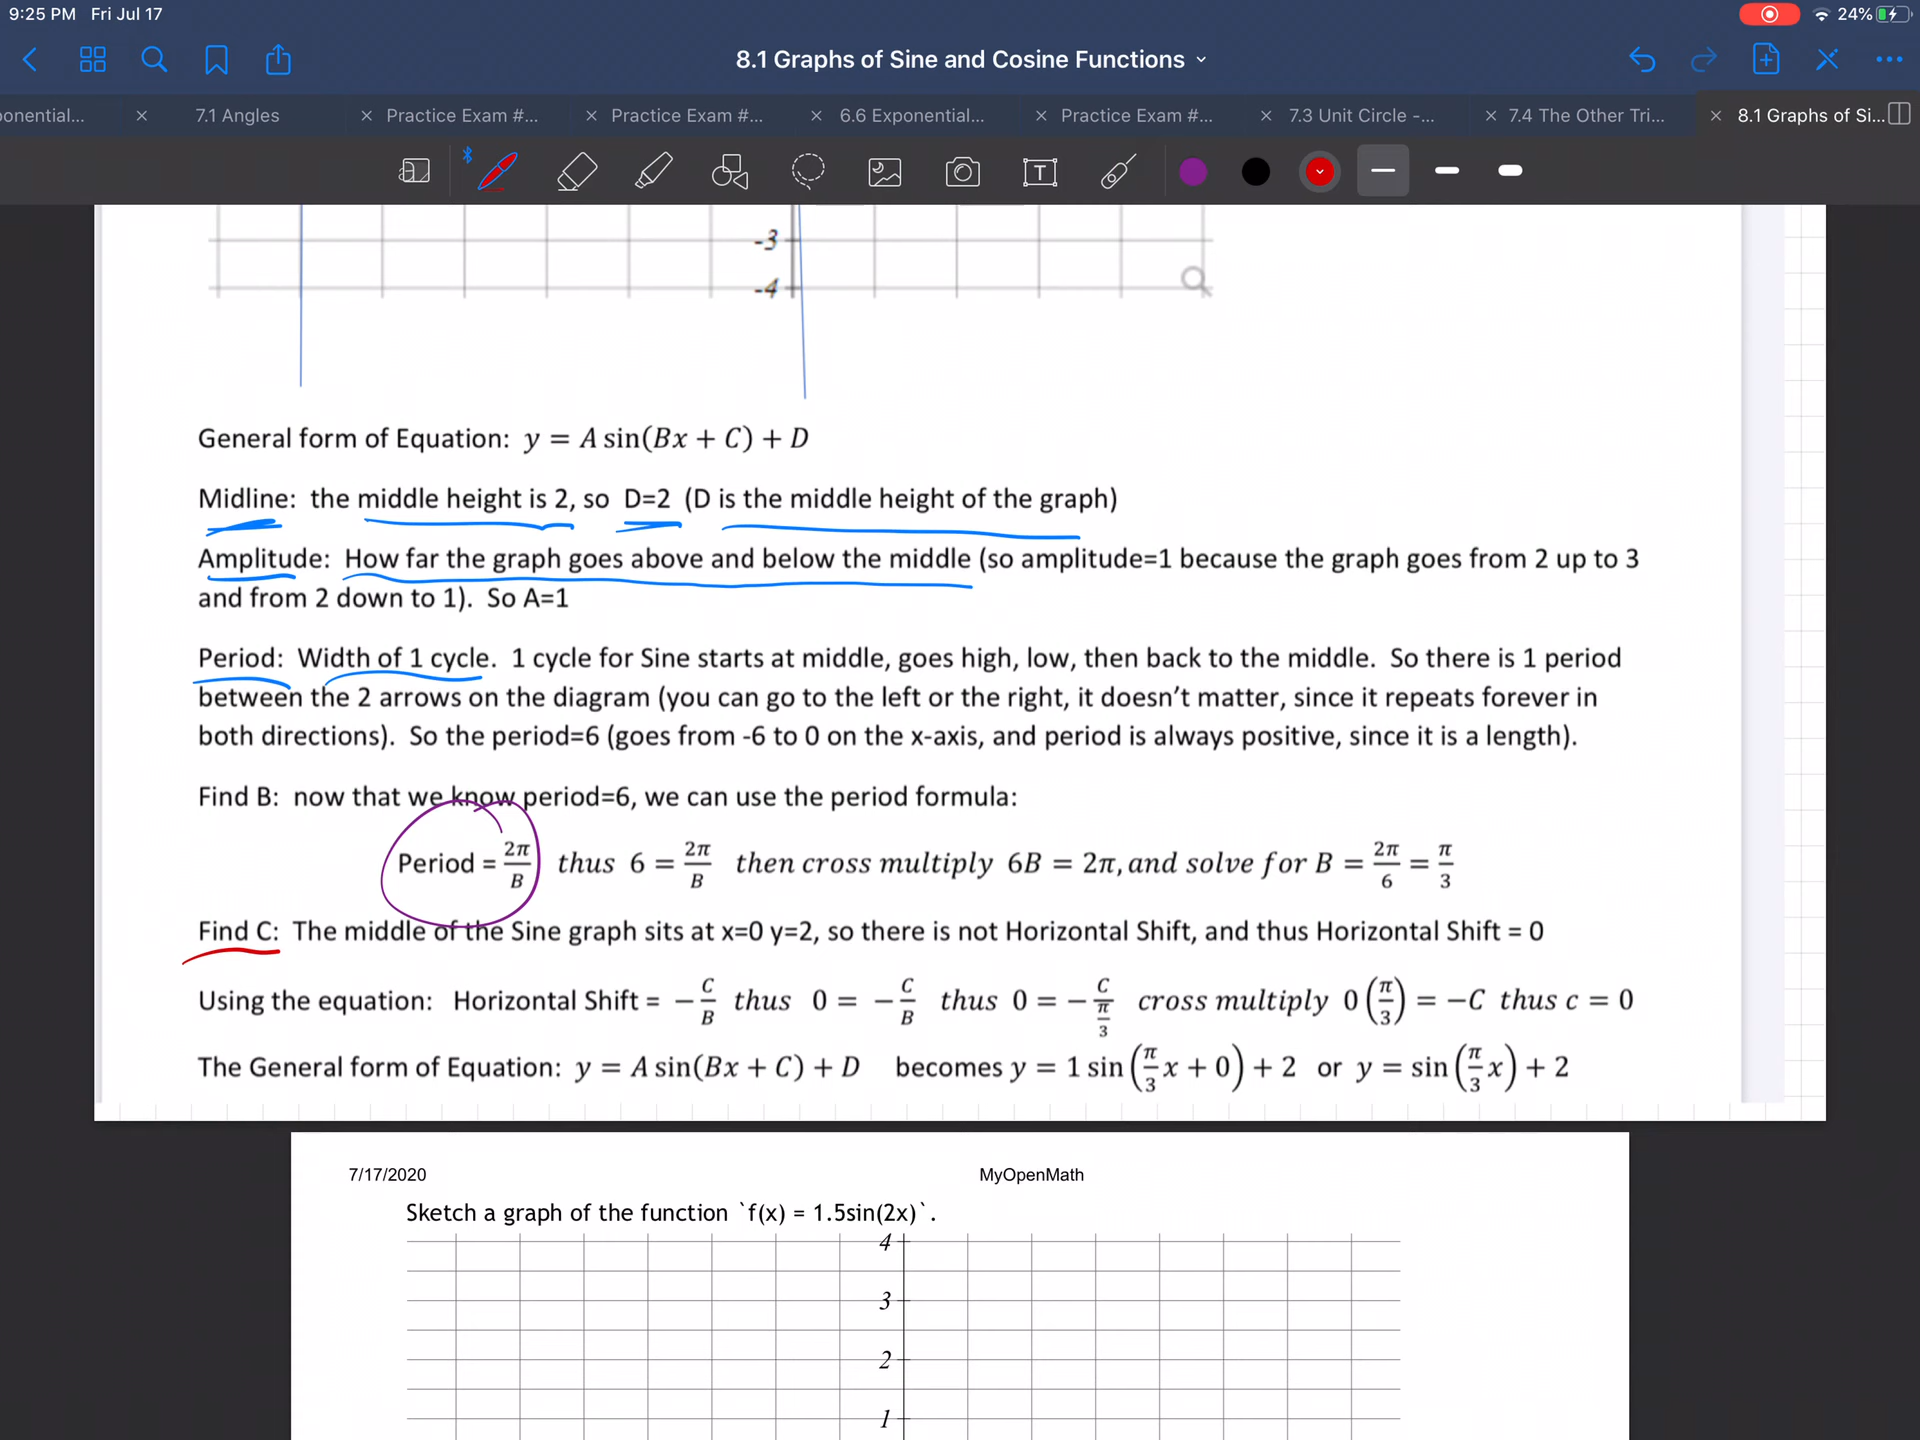 9:25 PM Fri Jul 17
24%
8.1 Graphs of Sine and Cosine Functions
onential...
7.1 Angles
Practice Exam #...
Practice Exam #...
6.6 Exponential...
Practice Exam #...
7.3 Unit Circle -...
7.4 The Other Tri...
8.1 Graphs of Si...
T
-3
-4
General form of Equation: y = A sin(Bx + C) + D
Midline: the middle height is 2, so D=2 (D is the middle height of the graph)
Amplitude: How far the graph goes above and below the middle (so amplitude=1 because the graph goes from 2 up to 3
and from 2 down to 1). So A=1
Period: Width of 1 cycle. 1 cycle for Sine starts at middle, goes high, low, then back to the middle. So there is 1 period
between the 2 arrows on the diagram (you can go to the left or the right, it doesn't matter, since it repeats forever in
both directions). So the period=6 (goes from -6 to 0 on the x-axis, and period is always positive, since it is a length).
Find B: now that we know period=6, we can use the period formula:
Period = 2π/B thus 6 = 2π/B then cross multiply 6B = 2π, and solve for B = 2π/6 = π/3
Find C: The middle of the Sine graph sits at x=0 y=2, so there is not Horizontal Shift, and thus Horizontal Shift = 0
Using the equation: Horizontal Shift = − C/B thus 0 = − C/B thus 0 = − C/(π/3) cross multiply 0(π/3) = −C thus c = 0
The General form of Equation: y = A sin(Bx + C) + D becomes y = 1 sin(π/3 x + 0) + 2 or y = sin(π/3 x) + 2
7/17/2020 MyOpenMath
Sketch a graph of the function `f(x) = 1.5sin(2x)`.
4
3
2
1